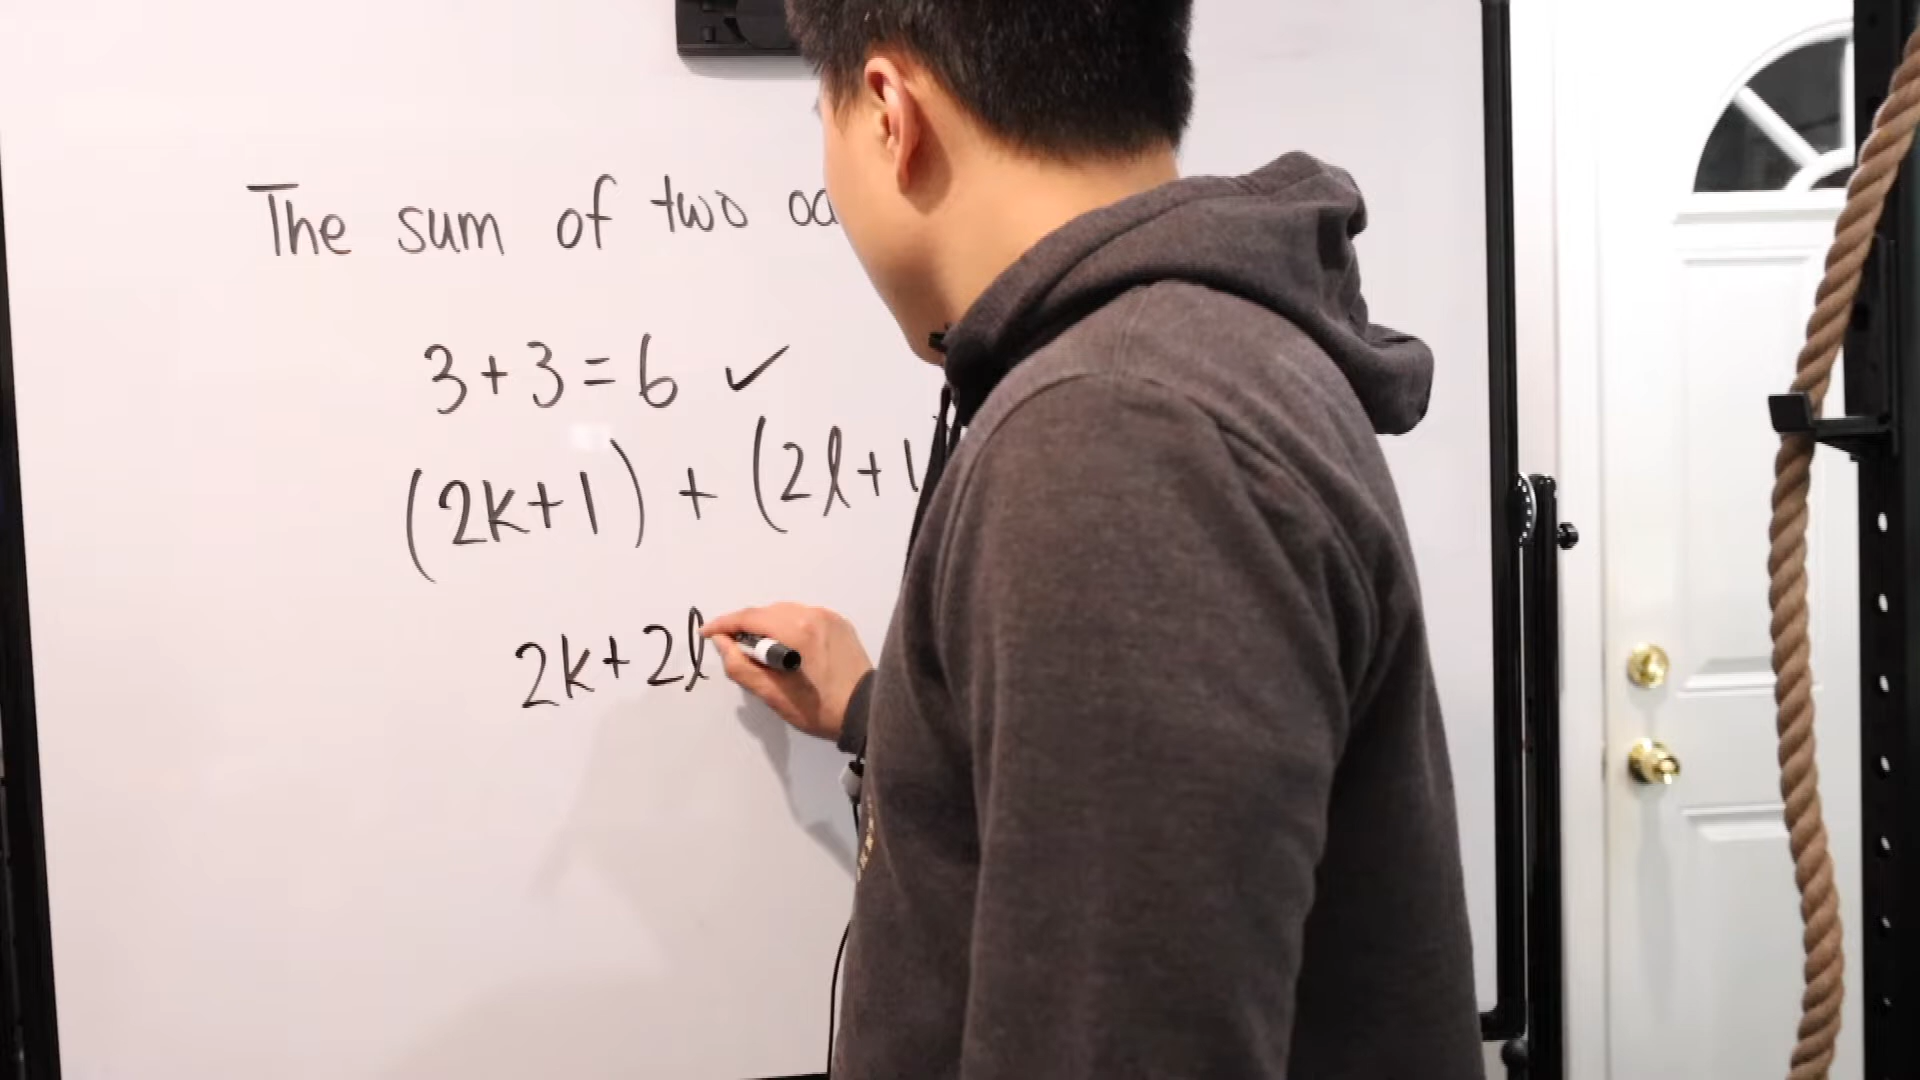 The sum of two
3+3=6 ✓
(2k+1) + (2l+1
2k+2l